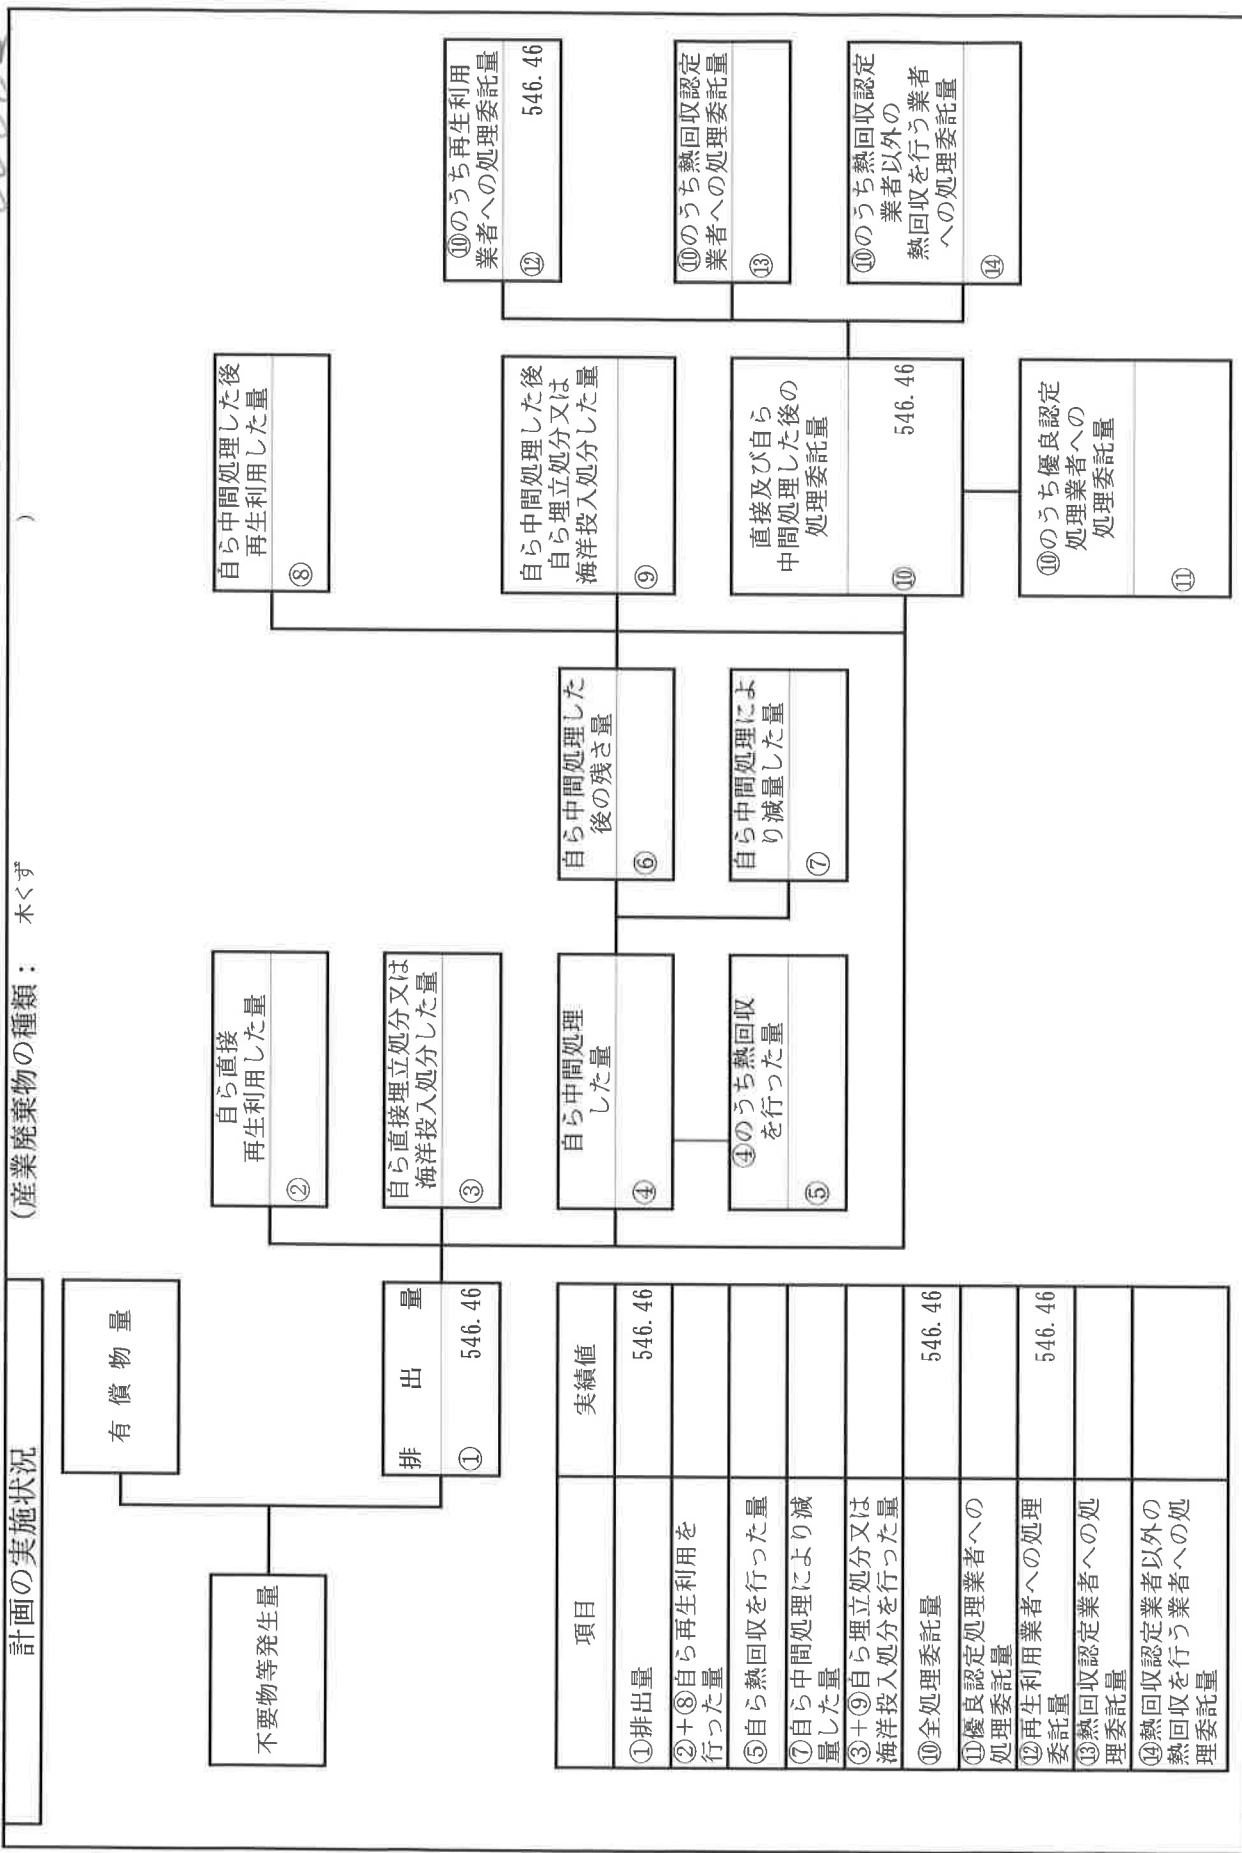 計画の実施状況
(産業廃棄物の種類： 木くず )
有償物量
不要物等発生量
排出量
① 546.46
自ら直接
再生利用した量
②
自ら直接埋立処分又は
海洋投入処分した量
③
自ら中間処理
した量
④
④のうち熱回収
を行った量
⑤
自ら中間処理した
後の残さ量
⑥
自ら中間処理によ
り減量した量
⑦
自ら中間処理した後
再生利用した量
⑧
自ら中間処理した後
自ら埋立処分又は
海洋投入処分した量
⑨
直接及び自ら
中間処理した後の
処理委託量
⑩ 546.46
⑩のうち優良認定
処理業者への
処理委託量
⑪
⑩のうち再生利用
業者への処理委託量
⑫ 546.46
⑩のうち熱回収認定
業者への処理委託量
⑬
⑩のうち熱回収認定
業者以外の
熱回収を行う業者
への処理委託量
⑭
項目 実績値
①排出量 546.46
②＋⑧自ら再生利用を
行った量
⑤自ら熱回収を行った量
⑦自ら中間処理により減
量した量
③＋⑨自ら埋立処分又は
海洋投入処分を行った量
⑩全処理委託量 546.46
⑪優良認定処理業者への
処理委託量
⑫再生利用業者への処理
委託量 546.46
⑬熱回収認定業者への処
理委託量
⑭熱回収認定業者以外の
熱回収を行う業者への処
理委託量